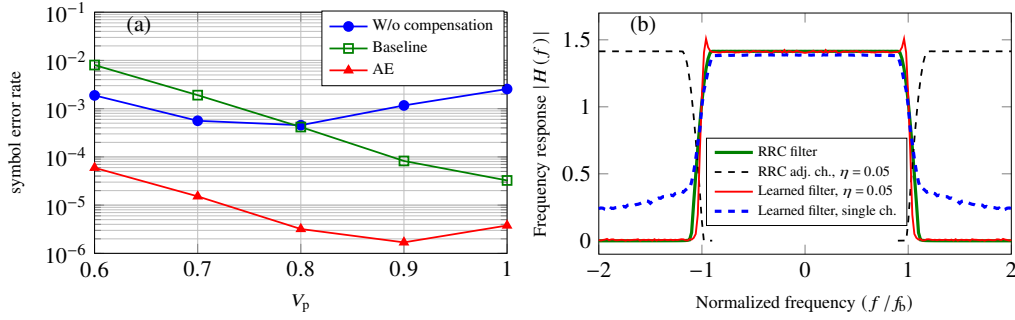 (a)
W/o compensation
Baseline
AE
10⁻¹
10⁻²
10⁻³
10⁻⁴
10⁻⁵
10⁻⁶
symbol error rate
0.6 0.7 0.8 0.9 1
Vₚ
(b)
RRC filter
RRC adj. ch., η = 0.05
Learned filter, η = 0.05
Learned filter, single ch.
1.5
1
0.5
0
Frequency response |H(f)|
−2 −1 0 1 2
Normalized frequency (f/f_b)